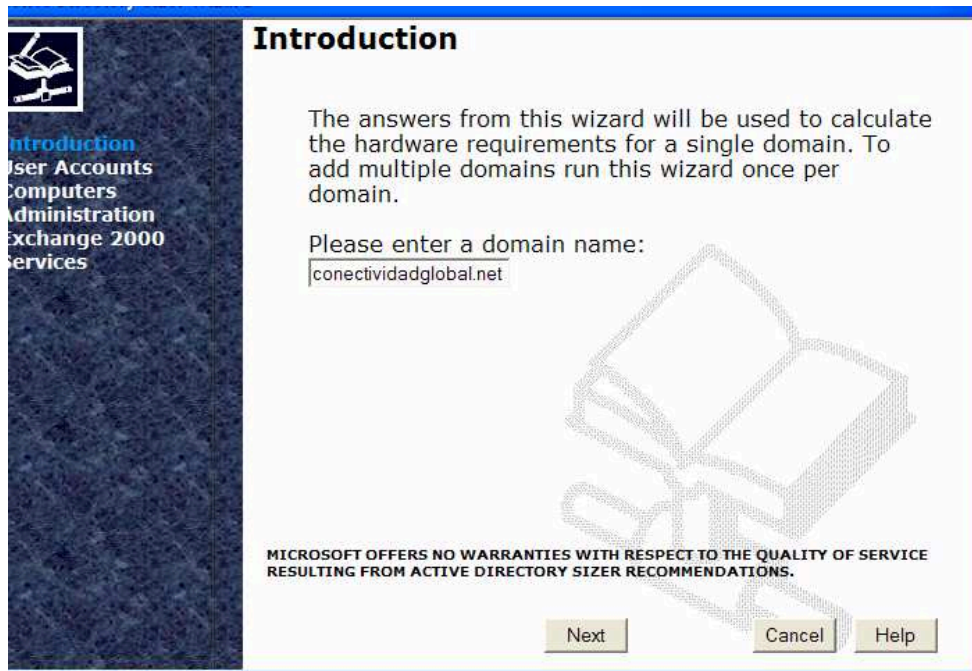 Introduction
Introduction
User Accounts
Computers
Administration
Exchange 2000
Services
The answers from this wizard will be used to calculate
the hardware requirements for a single domain. To
add multiple domains run this wizard once per
domain.
Please enter a domain name:
conectividadglobal.net
MICROSOFT OFFERS NO WARRANTIES WITH RESPECT TO THE QUALITY OF SERVICE
RESULTING FROM ACTIVE DIRECTORY SIZER RECOMMENDATIONS.
Next
Cancel
Help